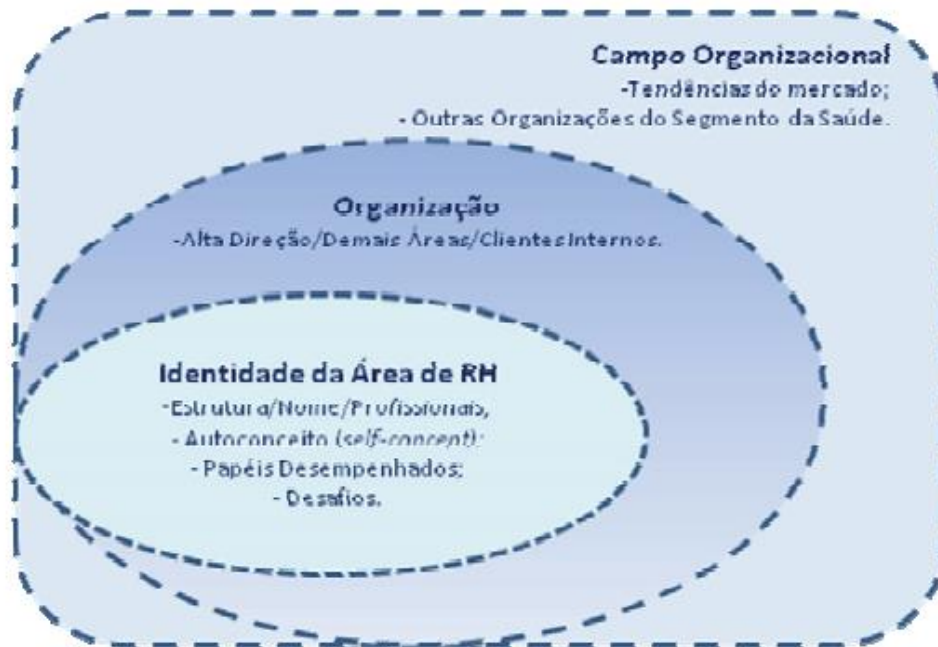 Campo Organizacional
-Tendências do mercado;
- Outras Organizações do Segmento da Saúde.
Organização
-Alta Direção/Demais Áreas/Clientes Internos.
Identidade da Área de RH
-Estrutura/Nome/Profissionais;
- Autoconceito (self-concept);
- Papéis Desempenhados;
- Desafios.